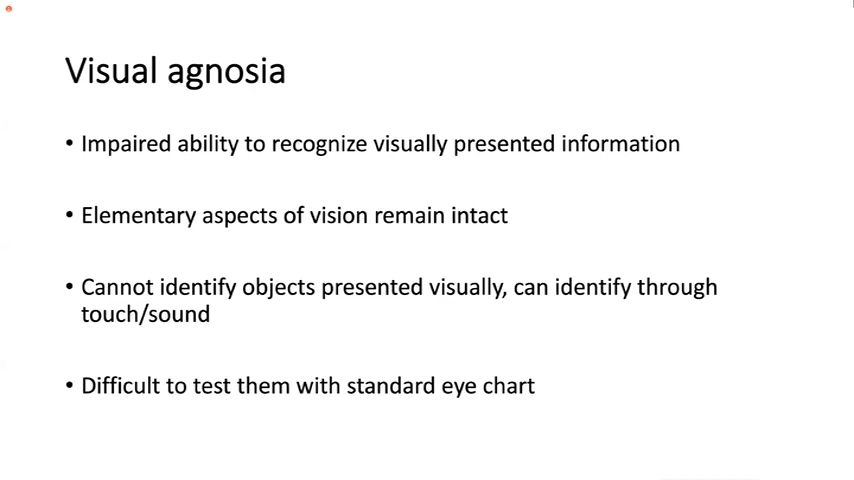 Visual agnosia
• Impaired ability to recognize visually presented information
• Elementary aspects of vision remain intact
• Cannot identify objects presented visually, can identify through
touch/sound
• Difficult to test them with standard eye chart